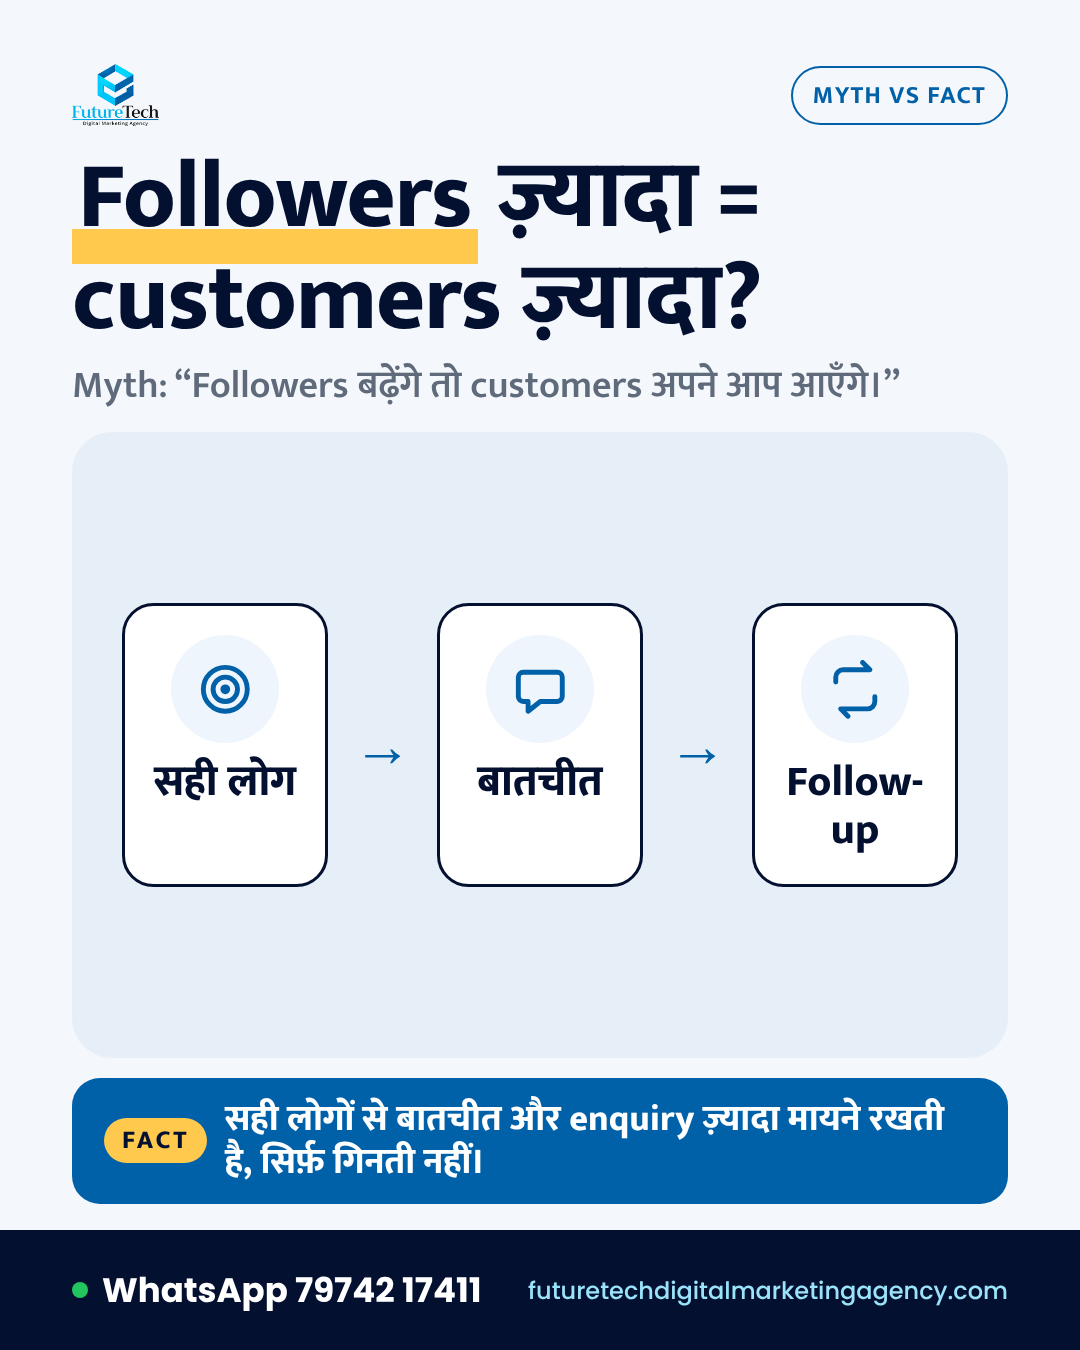 FutureTech
Digital Marketing Agency
MYTH VS FACT
Followers ज़्यादा =
customers ज़्यादा?
Myth: “Followers बढ़ेंगे तो customers अपने आप आएँगे।”
सही लोग
→
बातचीत
→
Follow-
up
FACT
सही लोगों से बातचीत और enquiry ज़्यादा मायने रखती
है, सिर्फ़ गिनती नहीं।
WhatsApp 79742 17411
futuretechdigitalmarketingagency.com